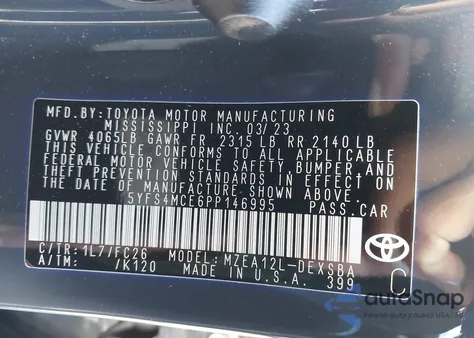 MFD.BY: TOYOTA MOTOR MANUFACTURING
MISSISSIPPI INC. 03/23
GVWR 4065LB GAWR FR 2315 LB RR 2140 LB
THIS VEHICLE CONFORMS TO ALL APPLICABLE
FEDERAL MOTOR VEHICLE SAFETY, BUMPER AND
THEFT PREVENTION STANDARDS IN EFFECT ON
THE DATE OF MANUFACTURE SHOWN ABOVE.
5YFS4MCE6PP146995 PASS.CAR
C/TR: 1L7/FC26 MODEL: MZEA12L-DEXSBA
A/TM: /K120 MADE IN U.S.A. 399
C
autoSnap